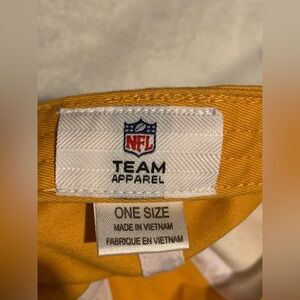 NFL
TEAM
APPAREL
ONE SIZE
MADE IN VIETNAM
FABRIQUE EN VIETNAM